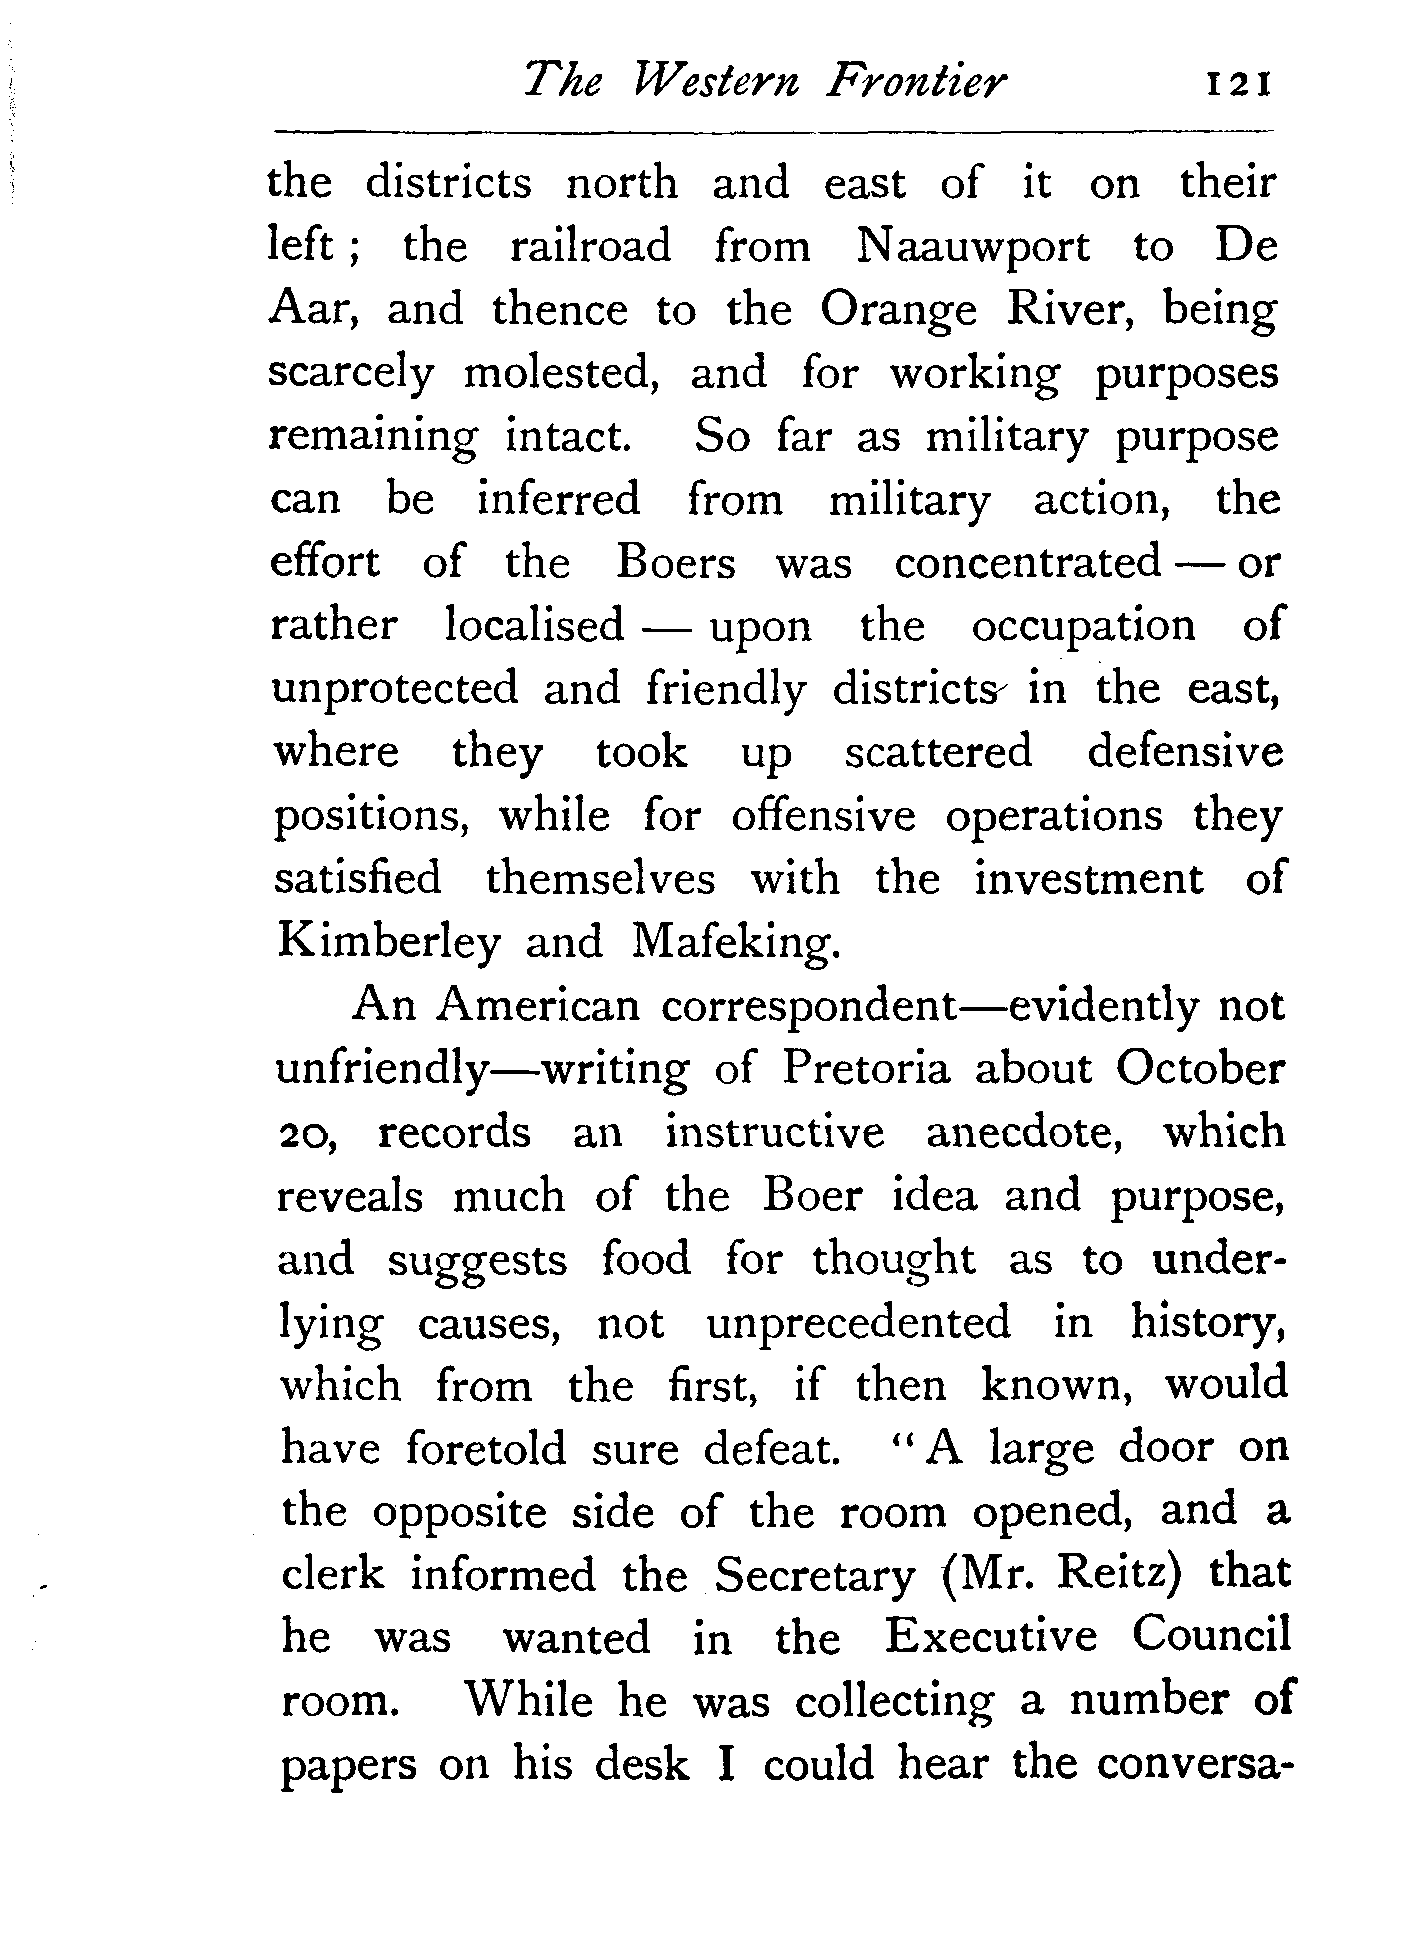 The Western Frontier 121
the districts north and east of it on their
left ; the railroad from Naauwport to De
Aar, and thence to the Orange River, being
scarcely molested, and for working purposes
remaining intact. So far as military purpose
can be inferred from military action, the
effort of the Boers was concentrated — or
rather localised — upon the occupation of
unprotected and friendly districts in the east,
where they took up scattered defensive
positions, while for offensive operations they
satisfied themselves with the investment of
Kimberley and Mafeking.
An American correspondent—evidently not
unfriendly—writing of Pretoria about October
20, records an instructive anecdote, which
reveals much of the Boer idea and purpose,
and suggests food for thought as to under-
lying causes, not unprecedented in history,
which from the first, if then known, would
have foretold sure defeat. “ A large door on
the opposite side of the room opened, and a
clerk informed the Secretary (Mr. Reitz) that
he was wanted in the Executive Council
room. While he was collecting a number of
papers on his desk I could hear the conversa-